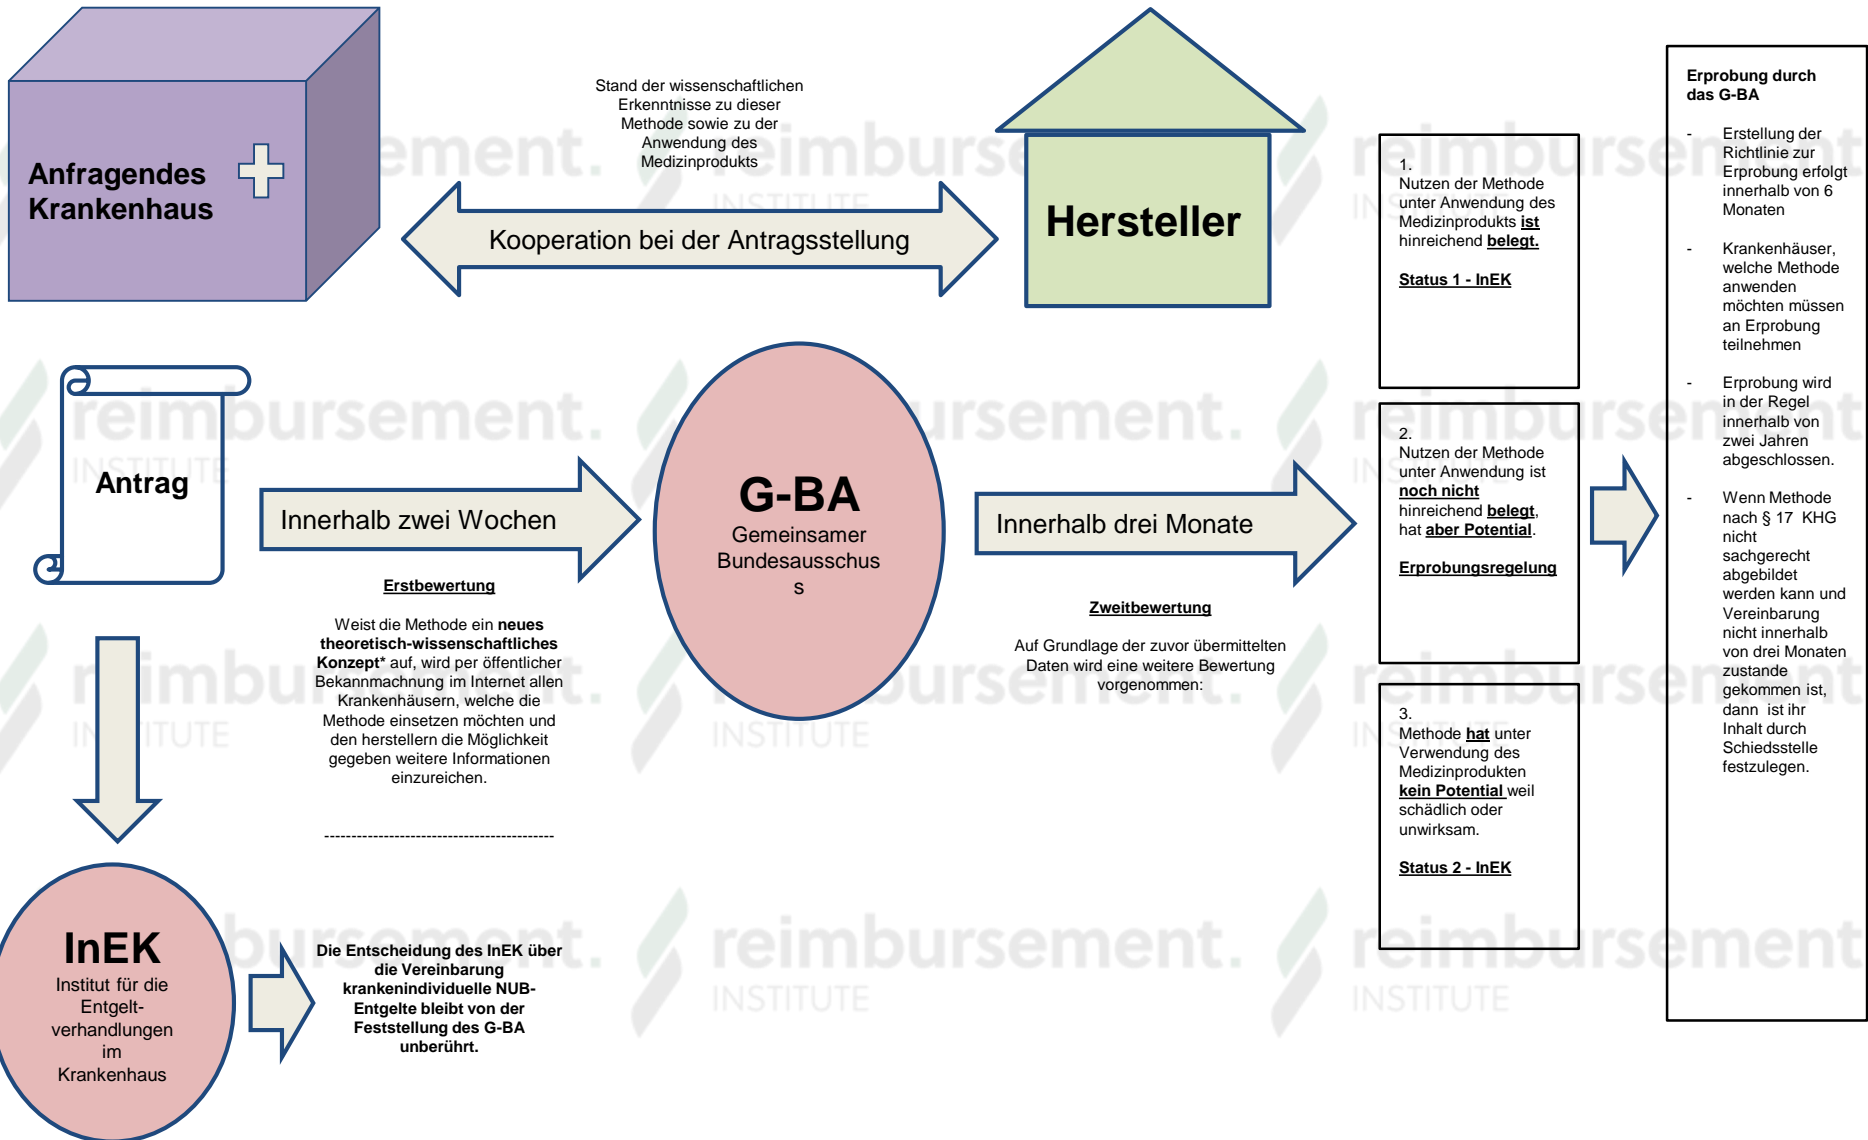 Anfragendes
Krankenhaus
Stand der wissenschaftlichen
Erkenntnisse zu dieser
Methode sowie zu der
Anwendung des
Medizinprodukts
Kooperation bei der Antragsstellung
Hersteller
Antrag
Innerhalb zwei Wochen
Erstbewertung
Weist die Methode ein neues
theoretisch-wissenschaftliches
Konzept* auf, wird per öffentlicher
Bekannmachnung im Internet allen
Krankenhäusern, welche die
Methode einsetzen möchten und
den herstellern die Möglichkeit
gegeben weitere Informationen
einzureichen.
-------------------------------------------
G-BA
Gemeinsamer
Bundesausschus
s
Innerhalb drei Monate
Zweitbewertung
Auf Grundlage der zuvor übermittelten
Daten wird eine weitere Bewertung
vorgenommen:
1.
Nutzen der Methode
unter Anwendung des
Medizinprodukts ist
hinreichend belegt.
Status 1 - InEK
2.
Nutzen der Methode
unter Anwendung ist
noch nicht
hinreichend belegt,
hat aber Potential.
Erprobungsregelung
3.
Methode hat unter
Verwendung des
Medizinprodukten
kein Potential weil
schädlich oder
unwirksam.
Status 2 - InEK
Erprobung durch
das G-BA
- Erstellung der
Richtlinie zur
Erprobung erfolgt
innerhalb von 6
Monaten
- Krankenhäuser,
welche Methode
anwenden
möchten müssen
an Erprobung
teilnehmen
- Erprobung wird
in der Regel
innerhalb von
zwei Jahren
abgeschlossen.
- Wenn Methode
nach § 17 KHG
nicht
sachgerecht
abgebildet
werden kann und
Vereinbarung
nicht innerhalb
von drei Monaten
zustande
gekommen ist,
dann ist ihr
Inhalt durch
Schiedsstelle
festzulegen.
InEK
Institut für die
Entgelt-
verhandlungen
im
Krankenhaus
Die Entscheidung des InEK über
die Vereinbarung
krankenindividuelle NUB-
Entgelte bleibt von der
Feststellung des G-BA
unberührt.
reimbursement.
INSTITUTE